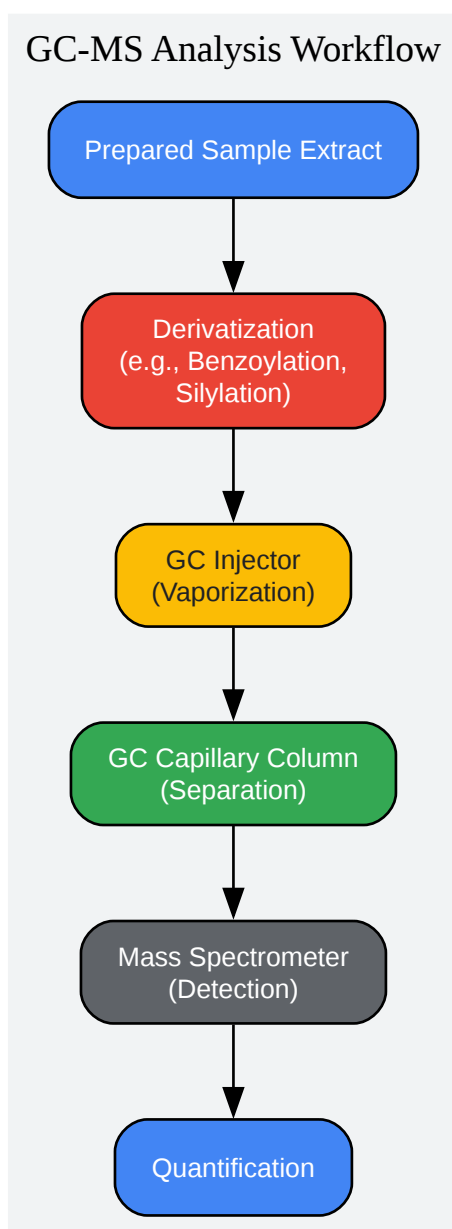 GC-MS Analysis Workflow
Prepared Sample Extract
Derivatization
(e.g., Benzoylation,
Silylation)
GC Injector
(Vaporization)
GC Capillary Column
(Separation)
Mass Spectrometer
(Detection)
Quantification